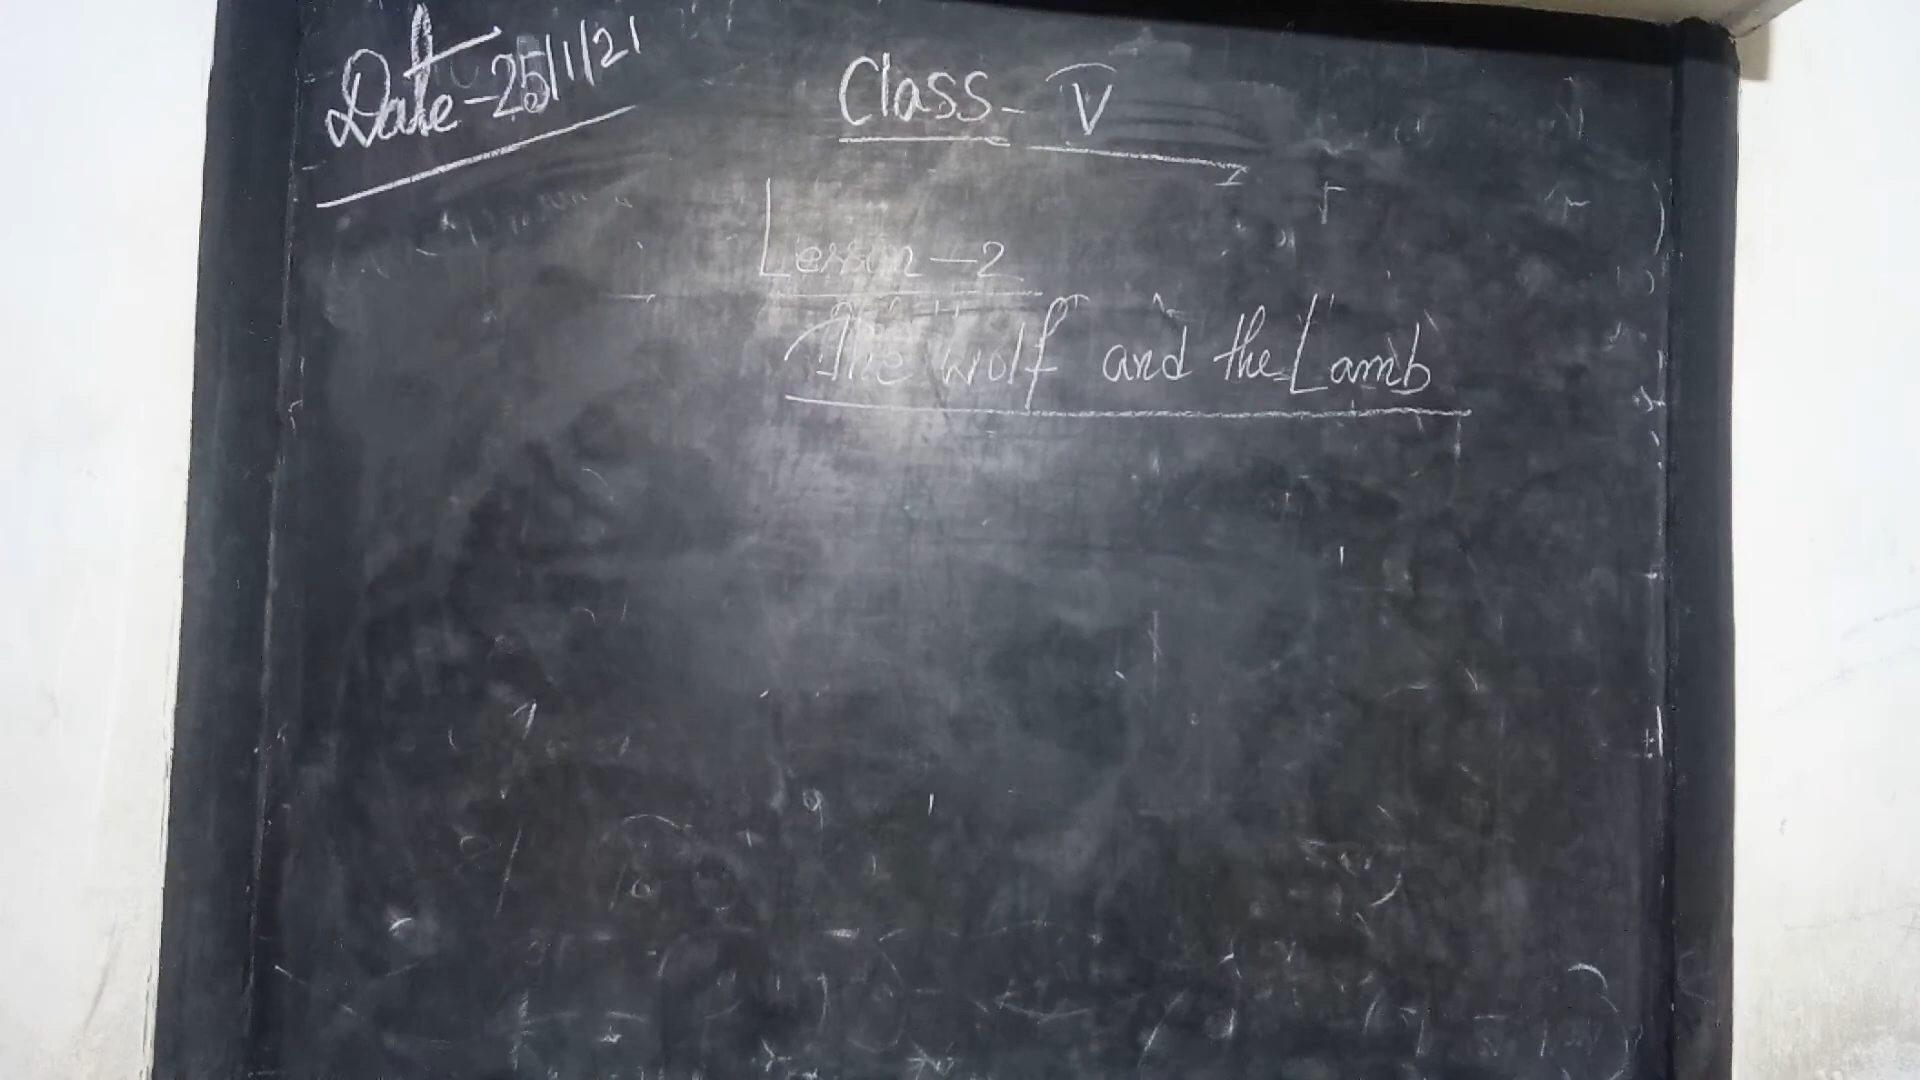 Date-25/1/21
Class- V
Lesson-2
The wolf and the Lamb